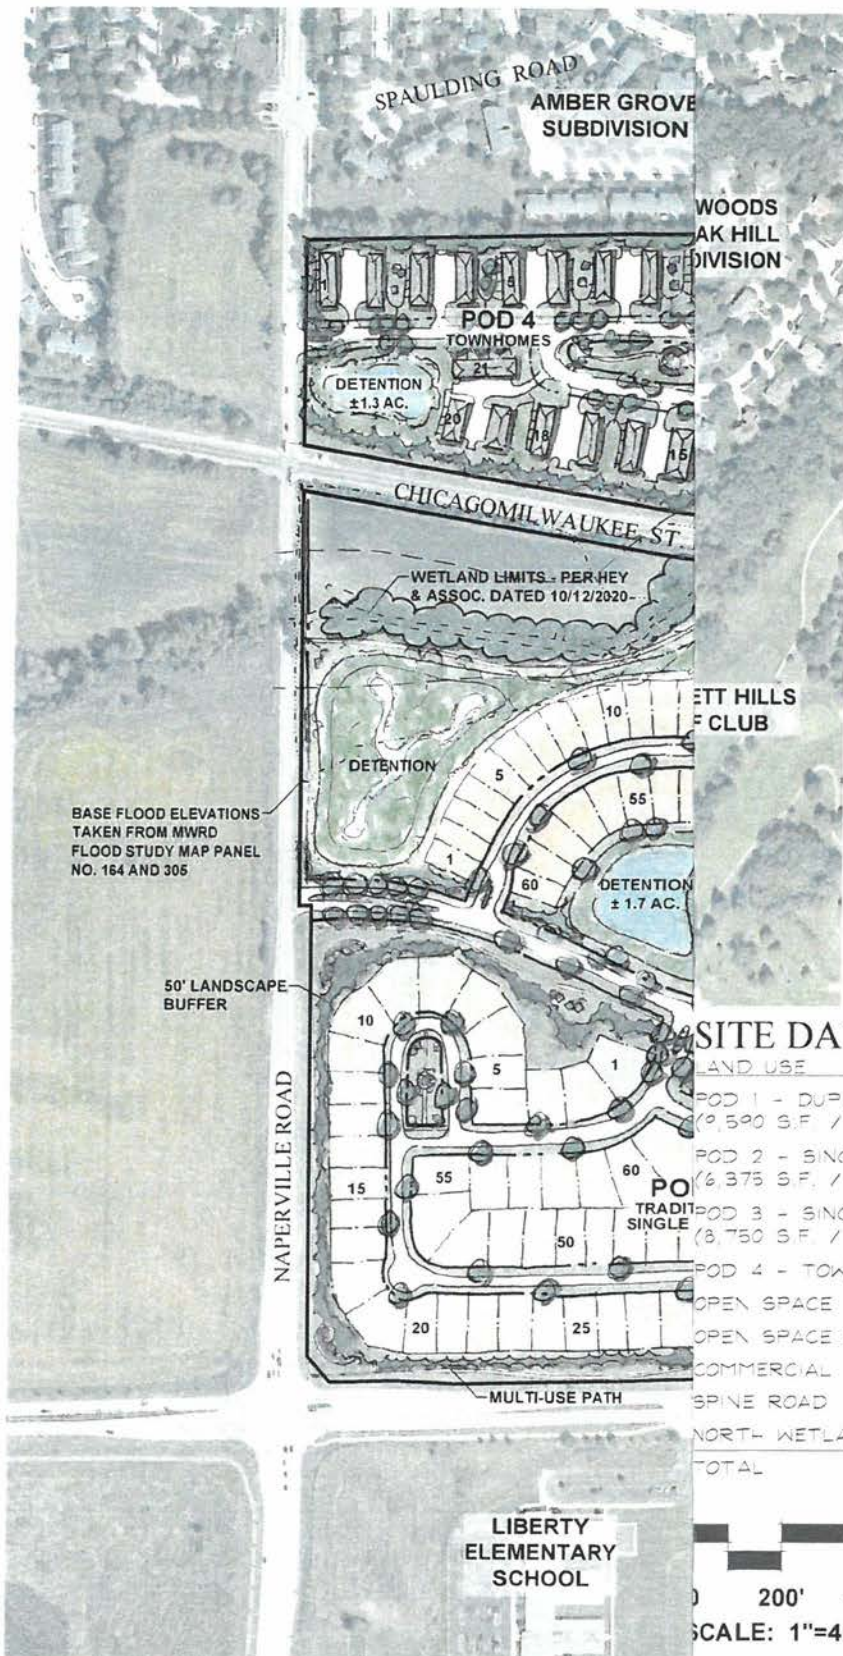 SPAULDING ROAD
AMBER GROVE
SUBDIVISION
WOODS
AK HILL
DIVISION
1
5
POD 4
TOWNHOMES
21
DETENTION
±1.3 AC.
20
18
15
CHICAGOMILWAUKEE ST.
WETLAND LIMITS - PER HEY
& ASSOC. DATED 10/12/2020
ETT HILLS
F CLUB
10
5
55
DETENTION
1
60
BASE FLOOD ELEVATIONS
TAKEN FROM MWRD
FLOOD STUDY MAP PANEL
NO. 164 AND 305
DETENTION
± 1.7 AC.
50' LANDSCAPE
BUFFER
10
5
1
NAPERVILLE ROAD
15
55
60
PO
TRADIT
SINGLE
50
20
25
MULTI-USE PATH
SITE DA
LAND USE
POD 1 - DUP
(9,590 S.F. /
POD 2 - SING
(6,375 S.F. /
POD 3 - SING
(8,750 S.F. /
POD 4 - TOW
OPEN SPACE
OPEN SPACE
COMMERCIAL
SPINE ROAD
NORTH WETLA
TOTAL
LIBERTY
ELEMENTARY
SCHOOL
0 200'
SCALE: 1"=4